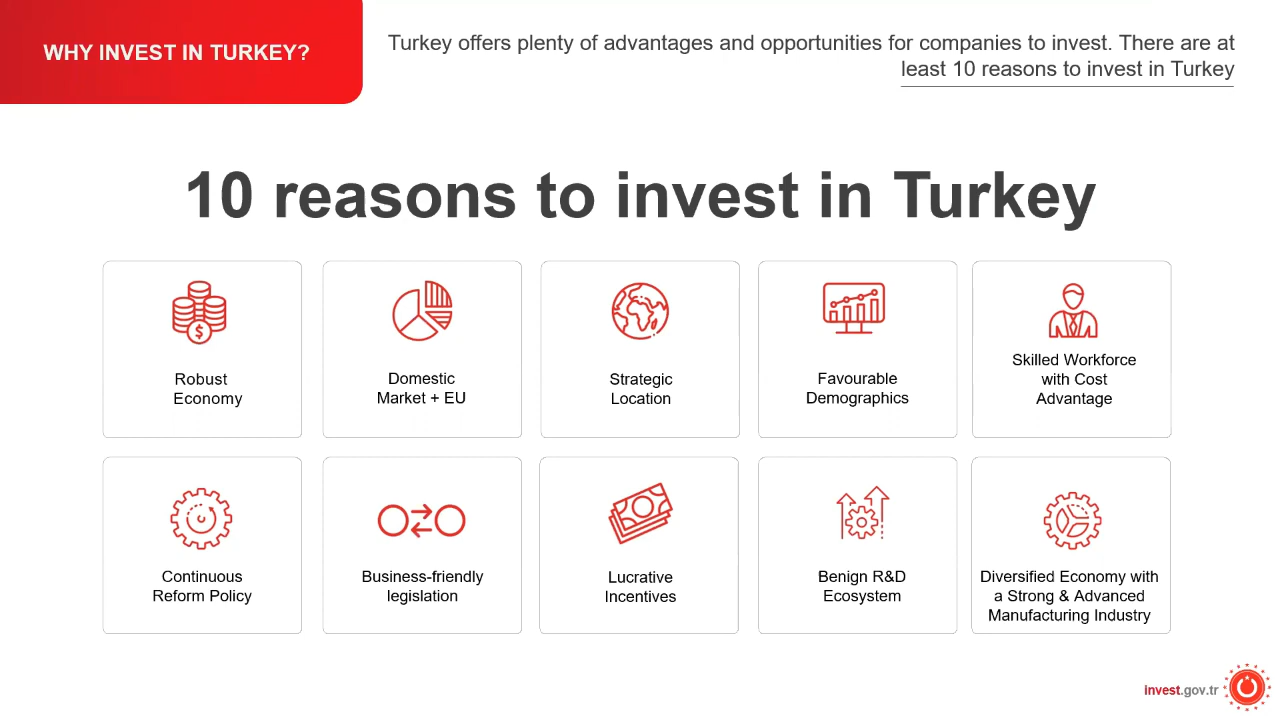 WHY INVEST IN TURKEY?
Turkey offers plenty of advantages and opportunities for companies to invest. There are at
least 10 reasons to invest in Turkey
10 reasons to invest in Turkey
Robust
Economy
Domestic
Market + EU
Strategic
Location
Favourable
Demographics
Skilled Workforce
with Cost
Advantage
Continuous
Reform Policy
Business-friendly
legislation
Lucrative
Incentives
Benign R&D
Ecosystem
Diversified Economy with
a Strong & Advanced
Manufacturing Industry
invest.gov.tr